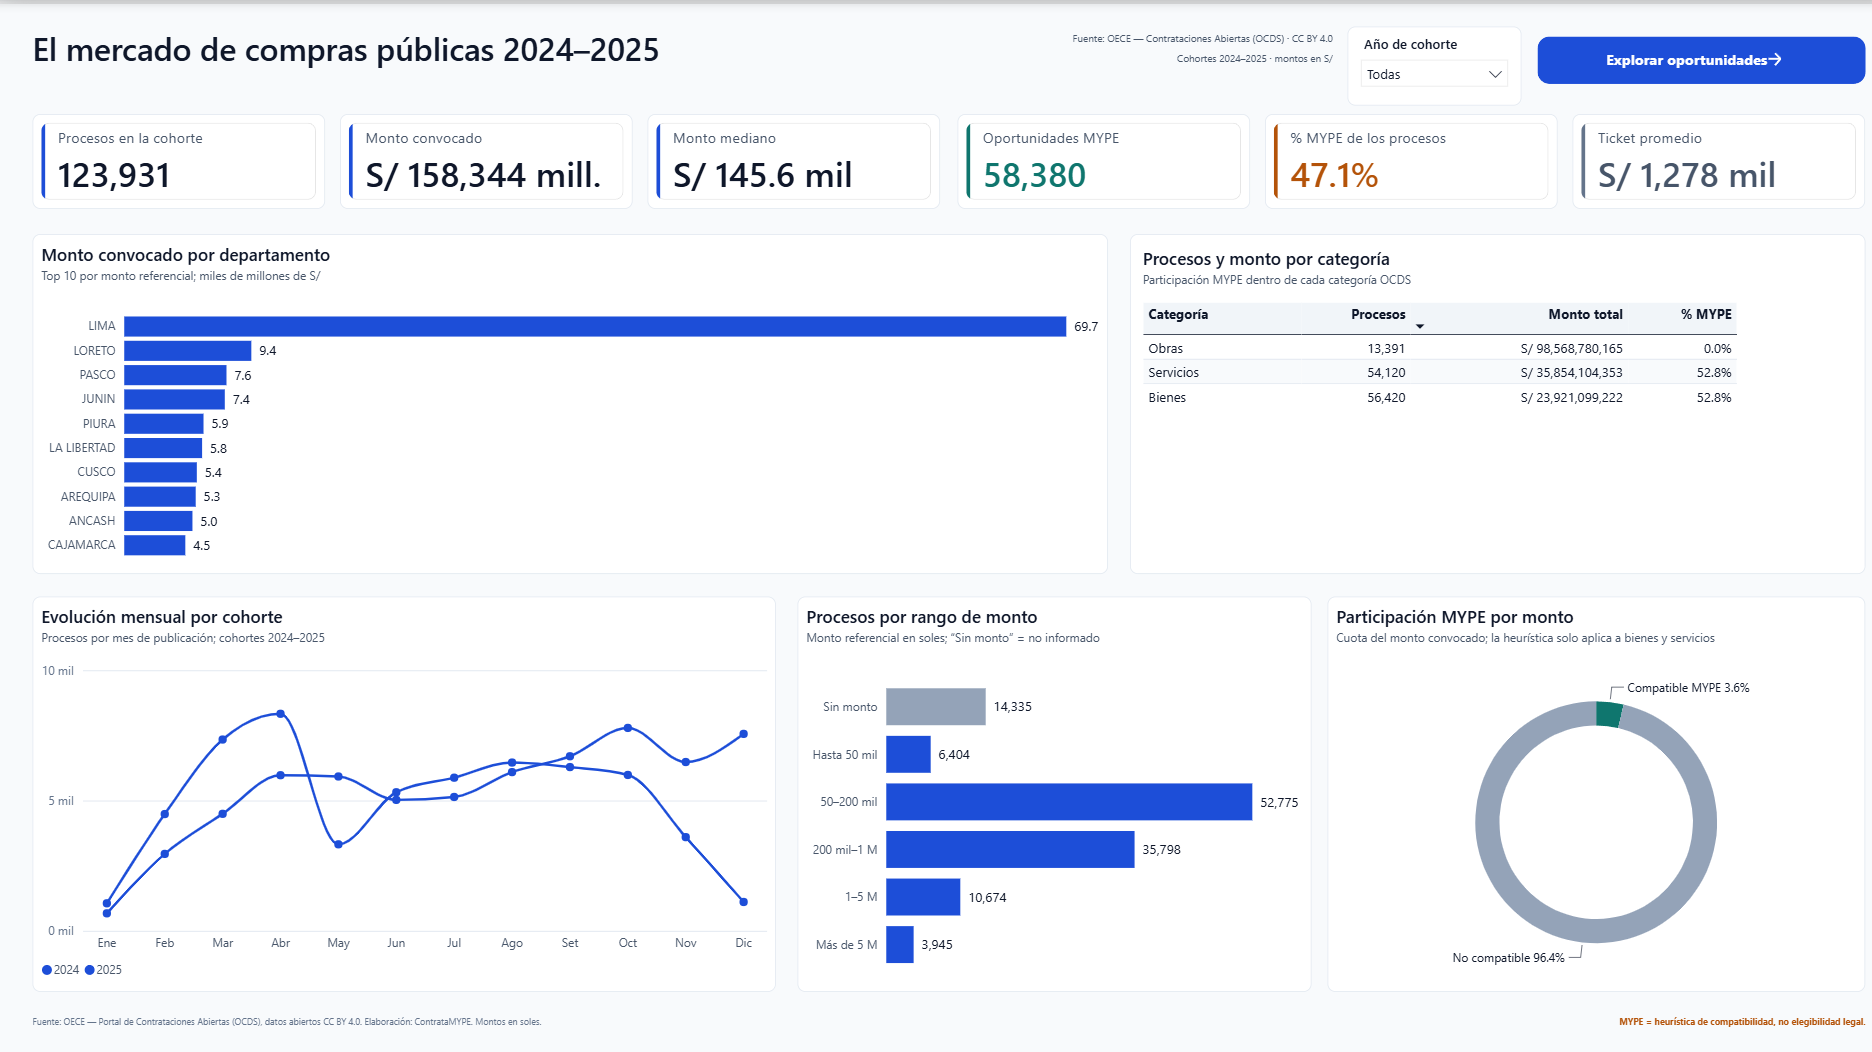 El mercado de compras públicas 2024–2025
Fuente: OECE — Contrataciones Abiertas (OCDS) · CC BY 4.0
Cohortes 2024–2025 · montos en S/
Año de cohorte
Todas
Explorar oportunidades→
Procesos en la cohorte
123,931
Monto convocado
S/ 158,344 mill.
Monto mediano
S/ 145.6 mil
Oportunidades MYPE
58,380
% MYPE de los procesos
47.1%
Ticket promedio
S/ 1,278 mil
Monto convocado por departamento
Top 10 por monto referencial; miles de millones de S/
LIMA 69.7
LORETO 9.4
PASCO 7.6
JUNIN 7.4
PIURA 5.9
LA LIBERTAD 5.8
CUSCO 5.4
AREQUIPA 5.3
ANCASH 5.0
CAJAMARCA 4.5
Procesos y monto por categoría
Participación MYPE dentro de cada categoría OCDS
Categoría Procesos Monto total % MYPE
Obras 13,391 S/ 98,568,780,165 0.0%
Servicios 54,120 S/ 35,854,104,353 52.8%
Bienes 56,420 S/ 23,921,099,222 52.8%
Evolución mensual por cohorte
Procesos por mes de publicación; cohortes 2024–2025
10 mil
5 mil
0 mil
Ene Feb Mar Abr May Jun Jul Ago Set Oct Nov Dic
2024 2025
Procesos por rango de monto
Monto referencial en soles; “Sin monto” = no informado
Sin monto 14,335
Hasta 50 mil 6,404
50–200 mil 52,775
200 mil–1 M 35,798
1–5 M 10,674
Más de 5 M 3,945
Participación MYPE por monto
Cuota del monto convocado; la heurística solo aplica a bienes y servicios
Compatible MYPE 3.6%
No compatible 96.4%
Fuente: OECE — Portal de Contrataciones Abiertas (OCDS), datos abiertos CC BY 4.0. Elaboración: ContrataMYPE. Montos en soles.
MYPE = heurística de compatibilidad, no elegibilidad legal.